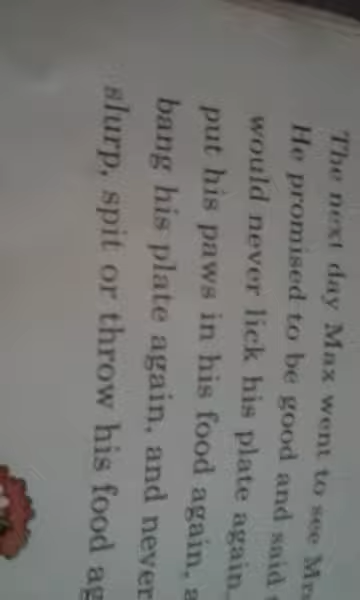 The next day Max went to see Mrs
He promised to be good and said
would never lick his plate again,
put his paws in his food again, a
bang his plate again, and never
slurp, spit or throw his food ag